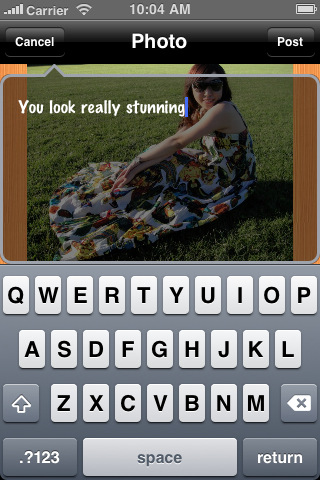 Carrier 10:04 AM
Cancel Photo Post
You look really stunning
Q W E R T Y U I O P
A S D F G H J K L
Z X C V B N M
.?123 space return